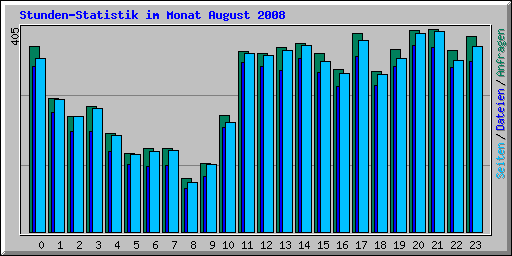 Stunden-Statistik im Monat August 2008
405
Seiten / Dateien / Anfragen
0 1 2 3 4 5 6 7 8 9 10 11 12 13 14 15 16 17 18 19 20 21 22 23